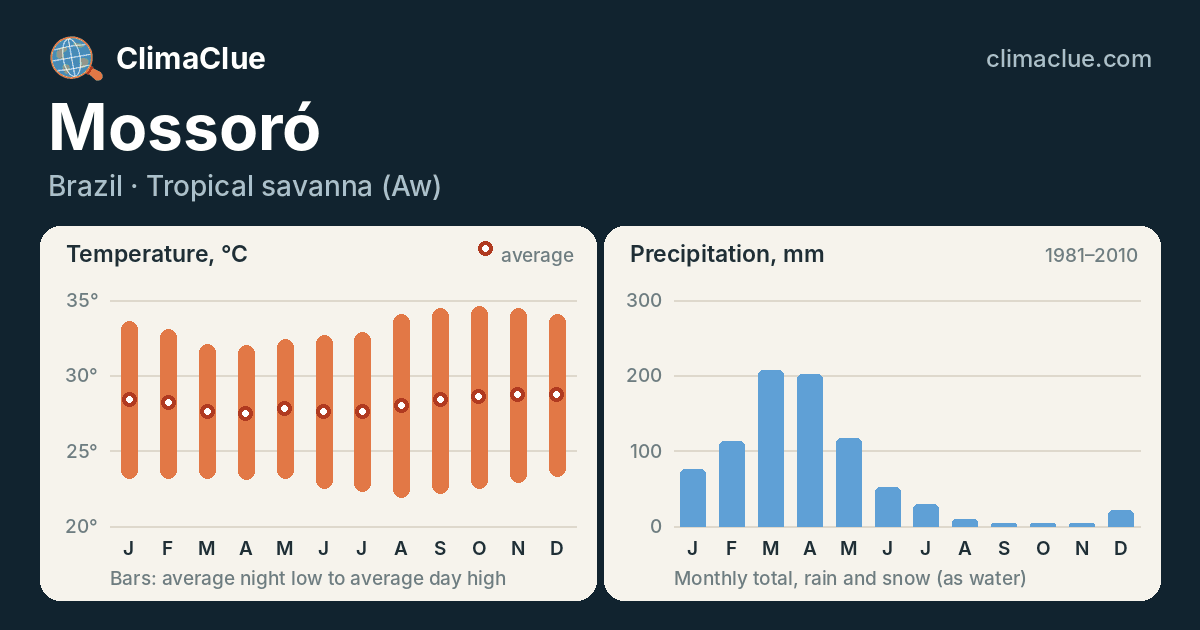 ClimaClue
climaclue.com
Mossoró
Brazil · Tropical savanna (Aw)
Temperature, °C
average
35°
30°
25°
20°
J F M A M J J A S O N D
Bars: average night low to average day high
Precipitation, mm
1981–2010
300
200
100
0
J F M A M J J A S O N D
Monthly total, rain and snow (as water)